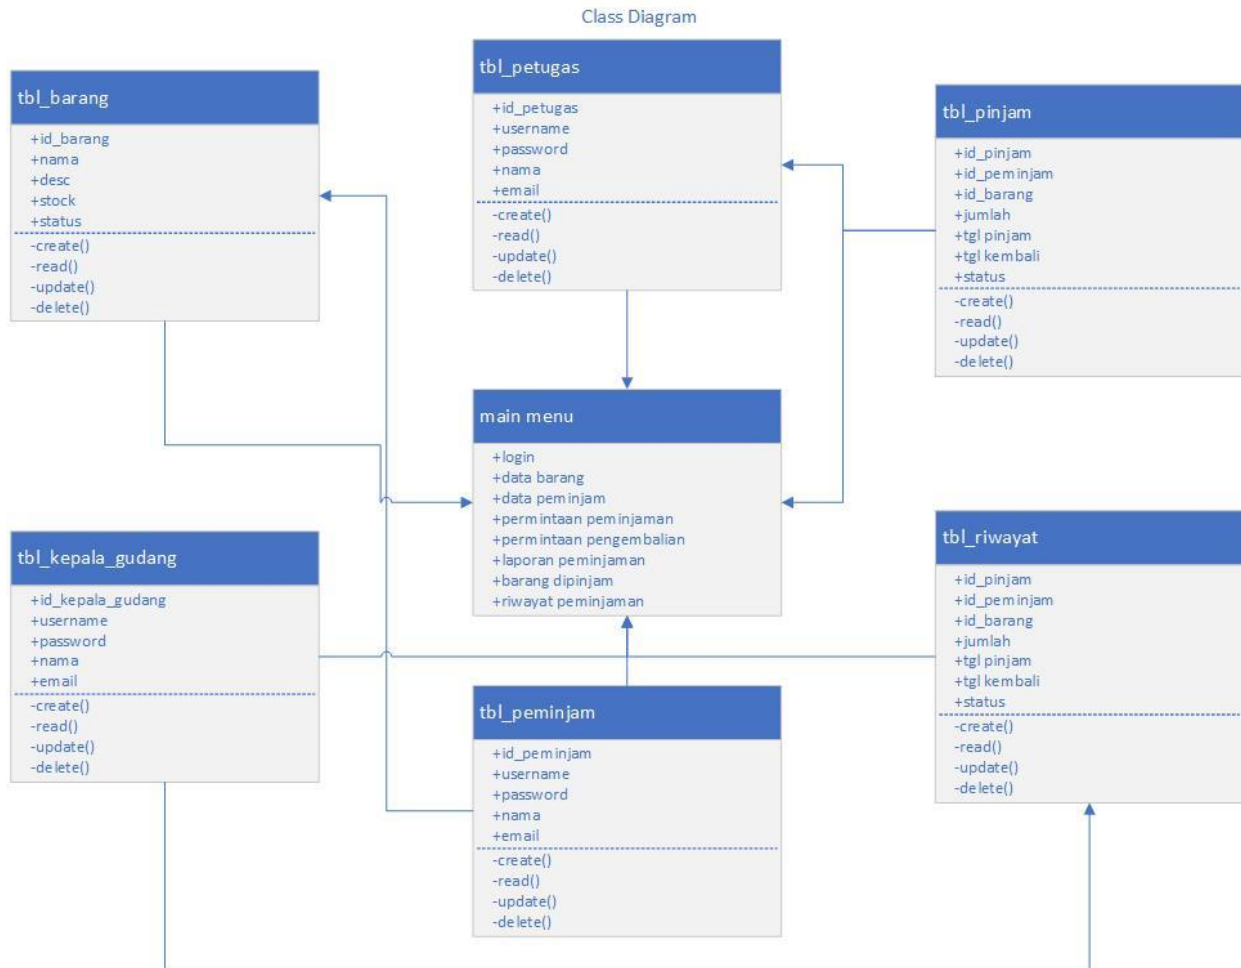 Class Diagram
tbl_barang
+id_barang
+nama
+desc
+stock
+status
-create()
-read()
-update()
-delete()
tbl_petugas
+id_petugas
+username
+password
+nama
+email
-create()
-read()
-update()
-delete()
tbl_pinjam
+id_pinjam
+id_peminjam
+id_barang
+jumlah
+tgl pinjam
+tgl kembali
+status
-create()
-read()
-update()
-delete()
main menu
+login
+data barang
+data peminjam
+permintaan peminjaman
+permintaan pengembalian
+laporan peminjaman
+barang dipinjam
+riwayat peminjaman
tbl_kepala_gudang
+id_kepala_gudang
+username
+password
+nama
+email
-create()
-read()
-update()
-delete()
tbl_peminjam
+id_peminjam
+username
+password
+nama
+email
-create()
-read()
-update()
-delete()
tbl_riwayat
+id_pinjam
+id_peminjam
+id_barang
+jumlah
+tgl pinjam
+tgl kembali
+status
-create()
-read()
-update()
-delete()